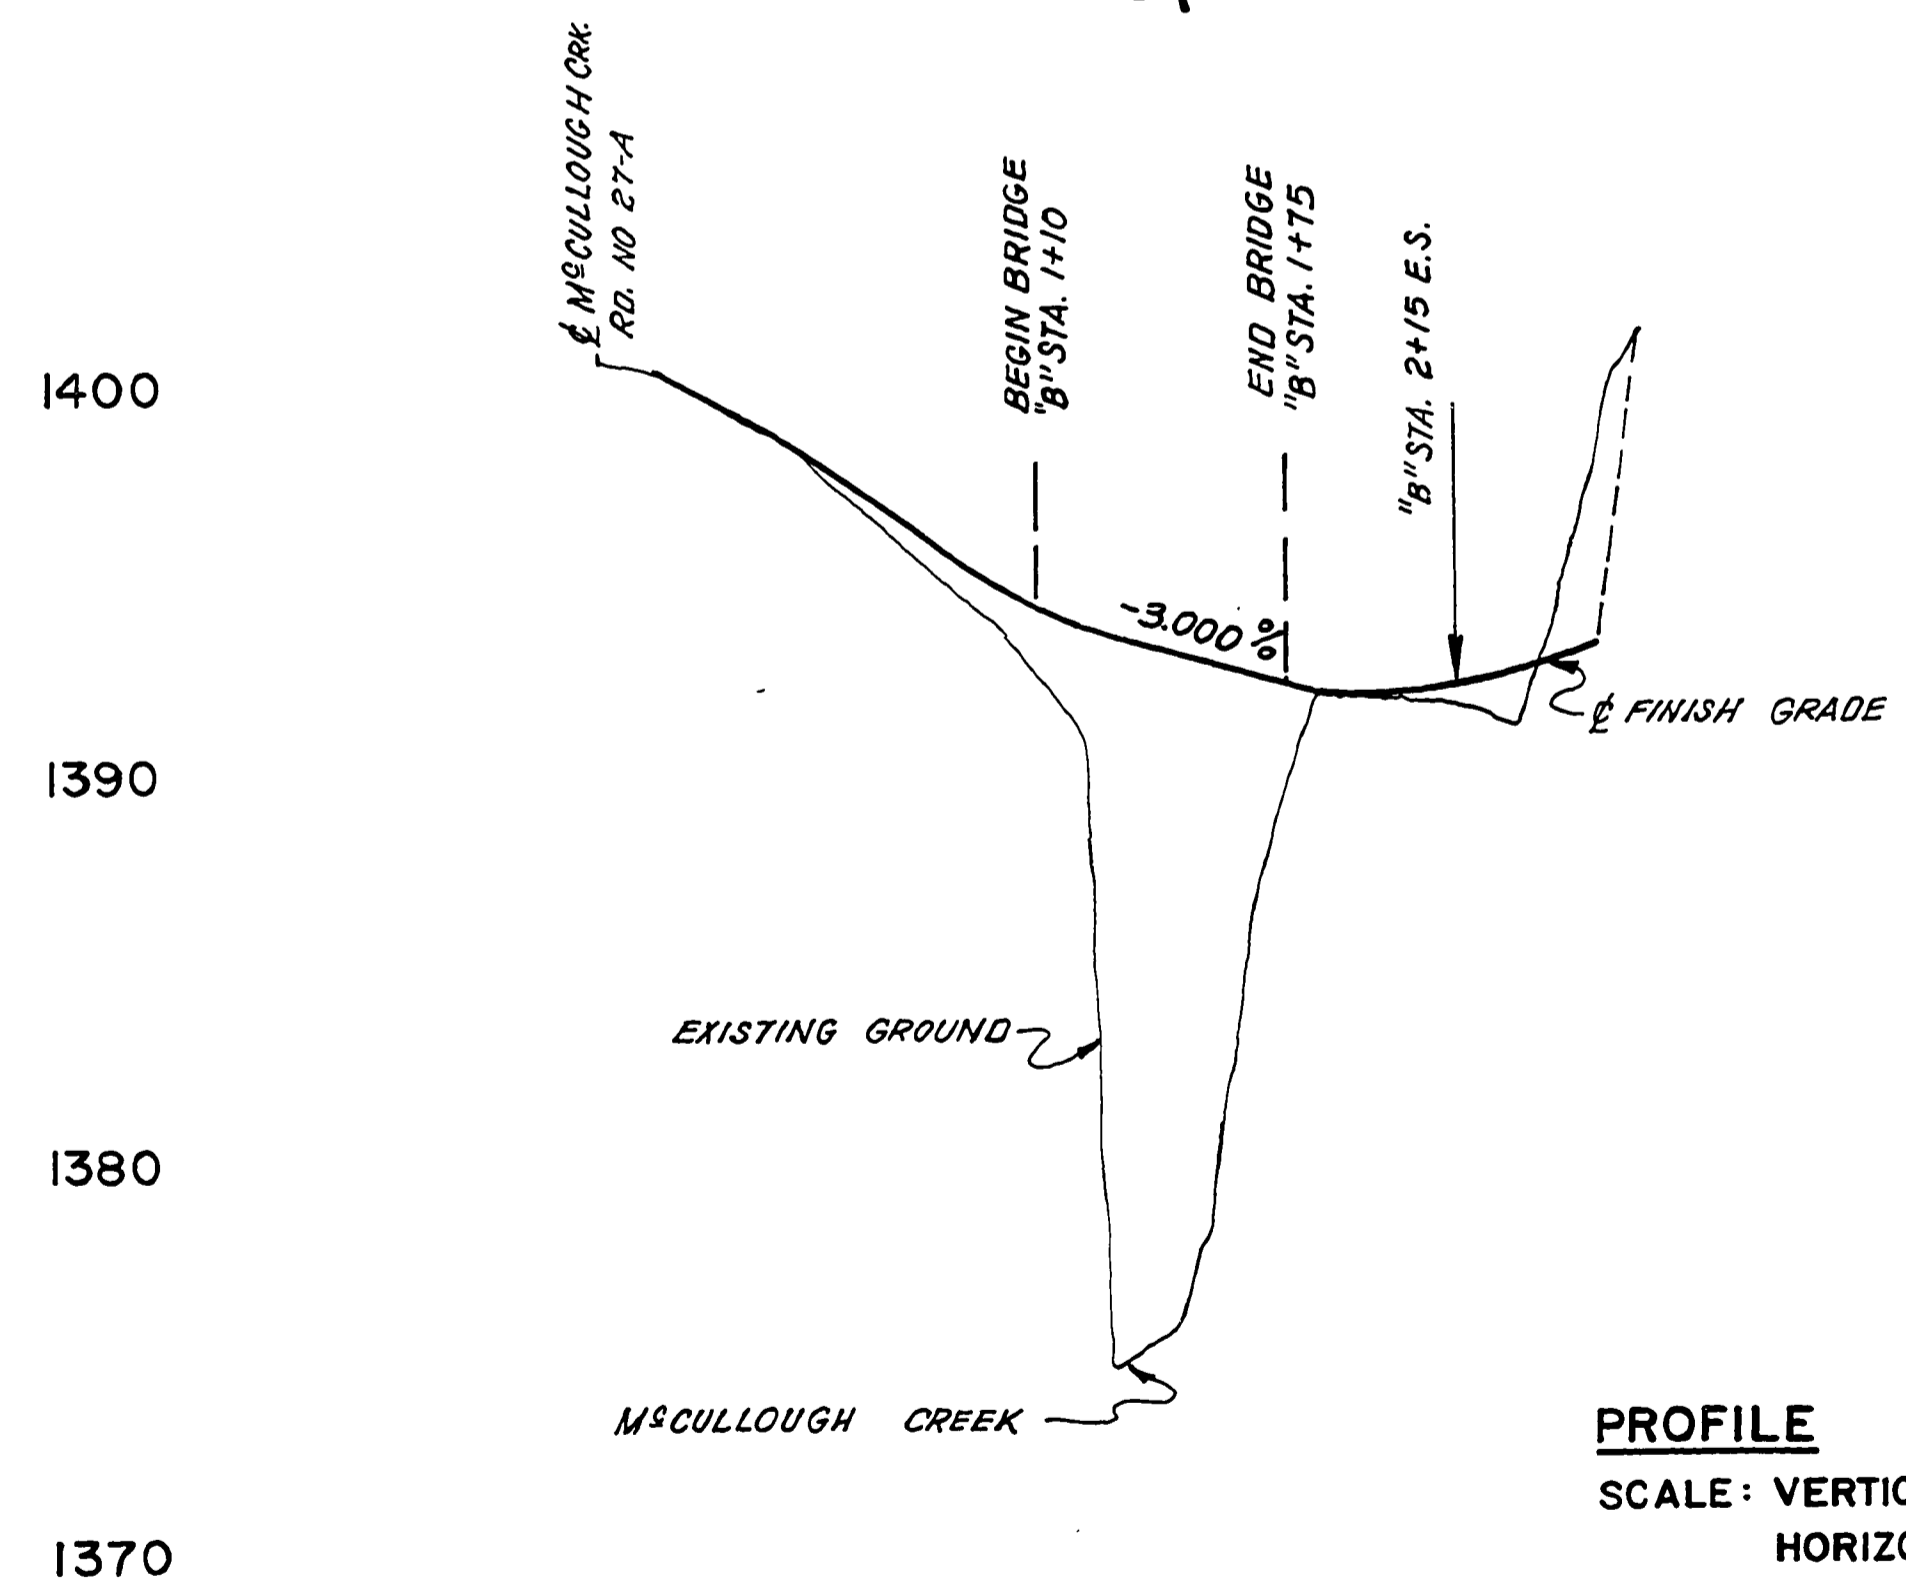 ℄ McCULLOUGH CRK.
RD. NO 27-A
BEGIN BRIDGE
"B" STA. 1+10
END BRIDGE
"B" STA. 1+75
"B" STA. 2+15 E.S.
1400
-3.000 %
℄ FINISH GRADE
1390
EXISTING GROUND
1380
McCULLOUGH CREEK
PROFILE
SCALE: VERTIC
HORIZO
1370